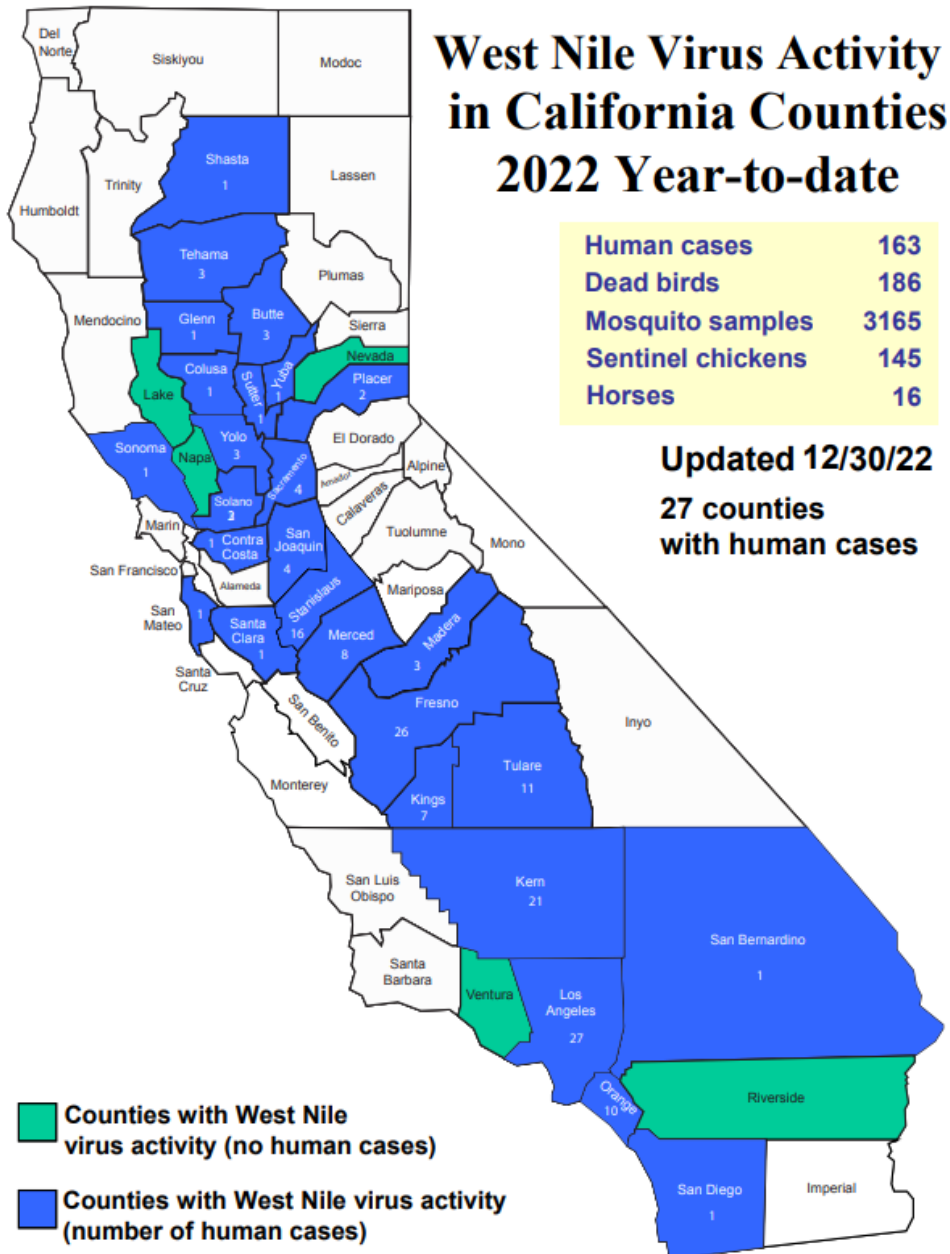 West Nile Virus Activity
in California Counties
2022 Year-to-date
Human cases 163
Dead birds 186
Mosquito samples 3165
Sentinel chickens 145
Horses 16
Updated 12/30/22
27 counties
with human cases
Del
Norte
Siskiyou
Modoc
Shasta
1
Trinity
Lassen
Humboldt
Tehama
3
Plumas
Mendocino
Glenn
1
Butte
3
Sierra
Nevada
Colusa
1
Sutter
1
Yuba
1
Placer
2
Lake
El Dorado
Sonoma
1
Napa
Yolo
3
Sacramento
4
Amador
Alpine
Solano
Calaveras
Marin
Tuolumne
Mono
1
Contra
Costa
San
Joaquin
4
San Francisco
Alameda
Mariposa
San
Mateo
1
Santa
Clara
1
Stanislaus
16
Merced
8
Madera
3
Santa
Cruz
San Benito
Fresno
26
Inyo
Tulare
11
Monterey
Kings
7
San Luis
Obispo
Kern
21
San Bernardino
1
Santa
Barbara
Ventura
Los
Angeles
27
Orange
10
Riverside
San Diego
1
Imperial
Counties with West Nile
virus activity (no human cases)
Counties with West Nile virus activity
(number of human cases)